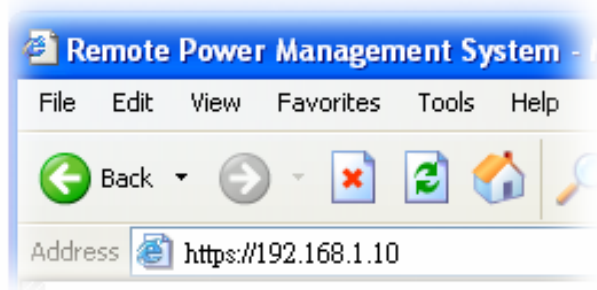 Remote Power Management System -
File Edit View Favorites Tools Help
Back
Address https://192.168.1.10